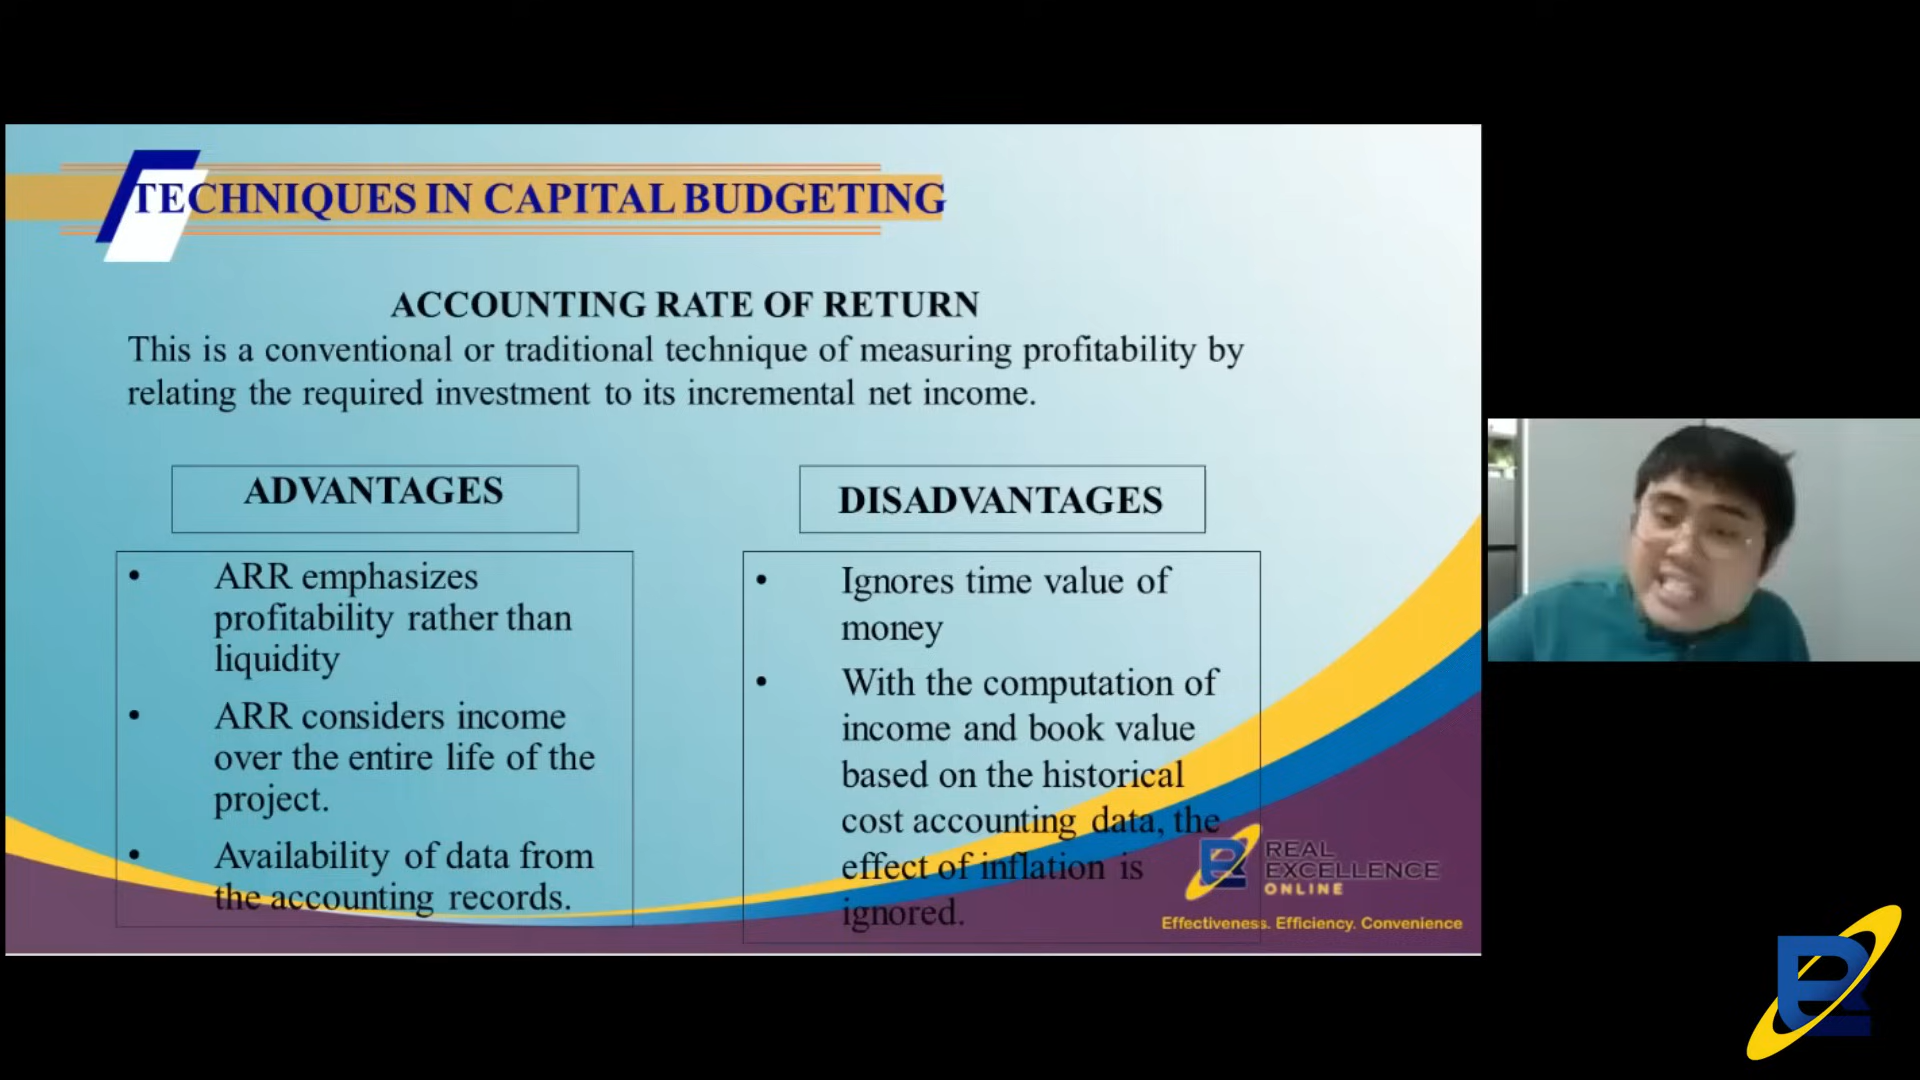 TECHNIQUES IN CAPITAL BUDGETING
ACCOUNTING RATE OF RETURN
This is a conventional or traditional technique of measuring profitability by
relating the required investment to its incremental net income.
ADVANTAGES
• ARR emphasizes
profitability rather than
liquidity
• ARR considers income
over the entire life of the
project.
• Availability of data from
the accounting records.
DISADVANTAGES
• Ignores time value of
money
• With the computation of
income and book value
based on the historical
cost accounting data, the
effect of inflation is
ignored.
REAL
EXCELLENCE
ONLINE
Effectiveness. Efficiency. Convenience